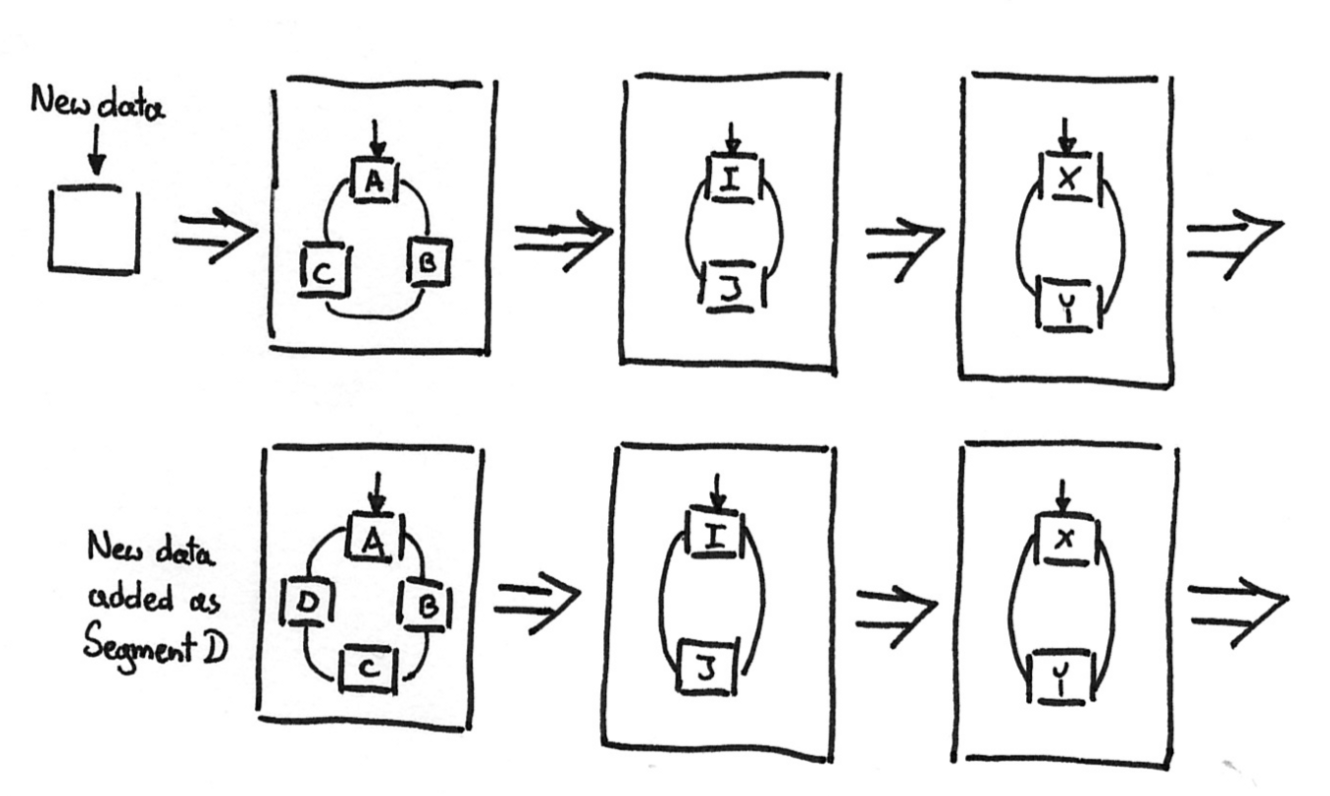 New data
A
C
B
I
J
X
Y
New data
added as
Segment D
A
D
B
C
I
J
X
Y